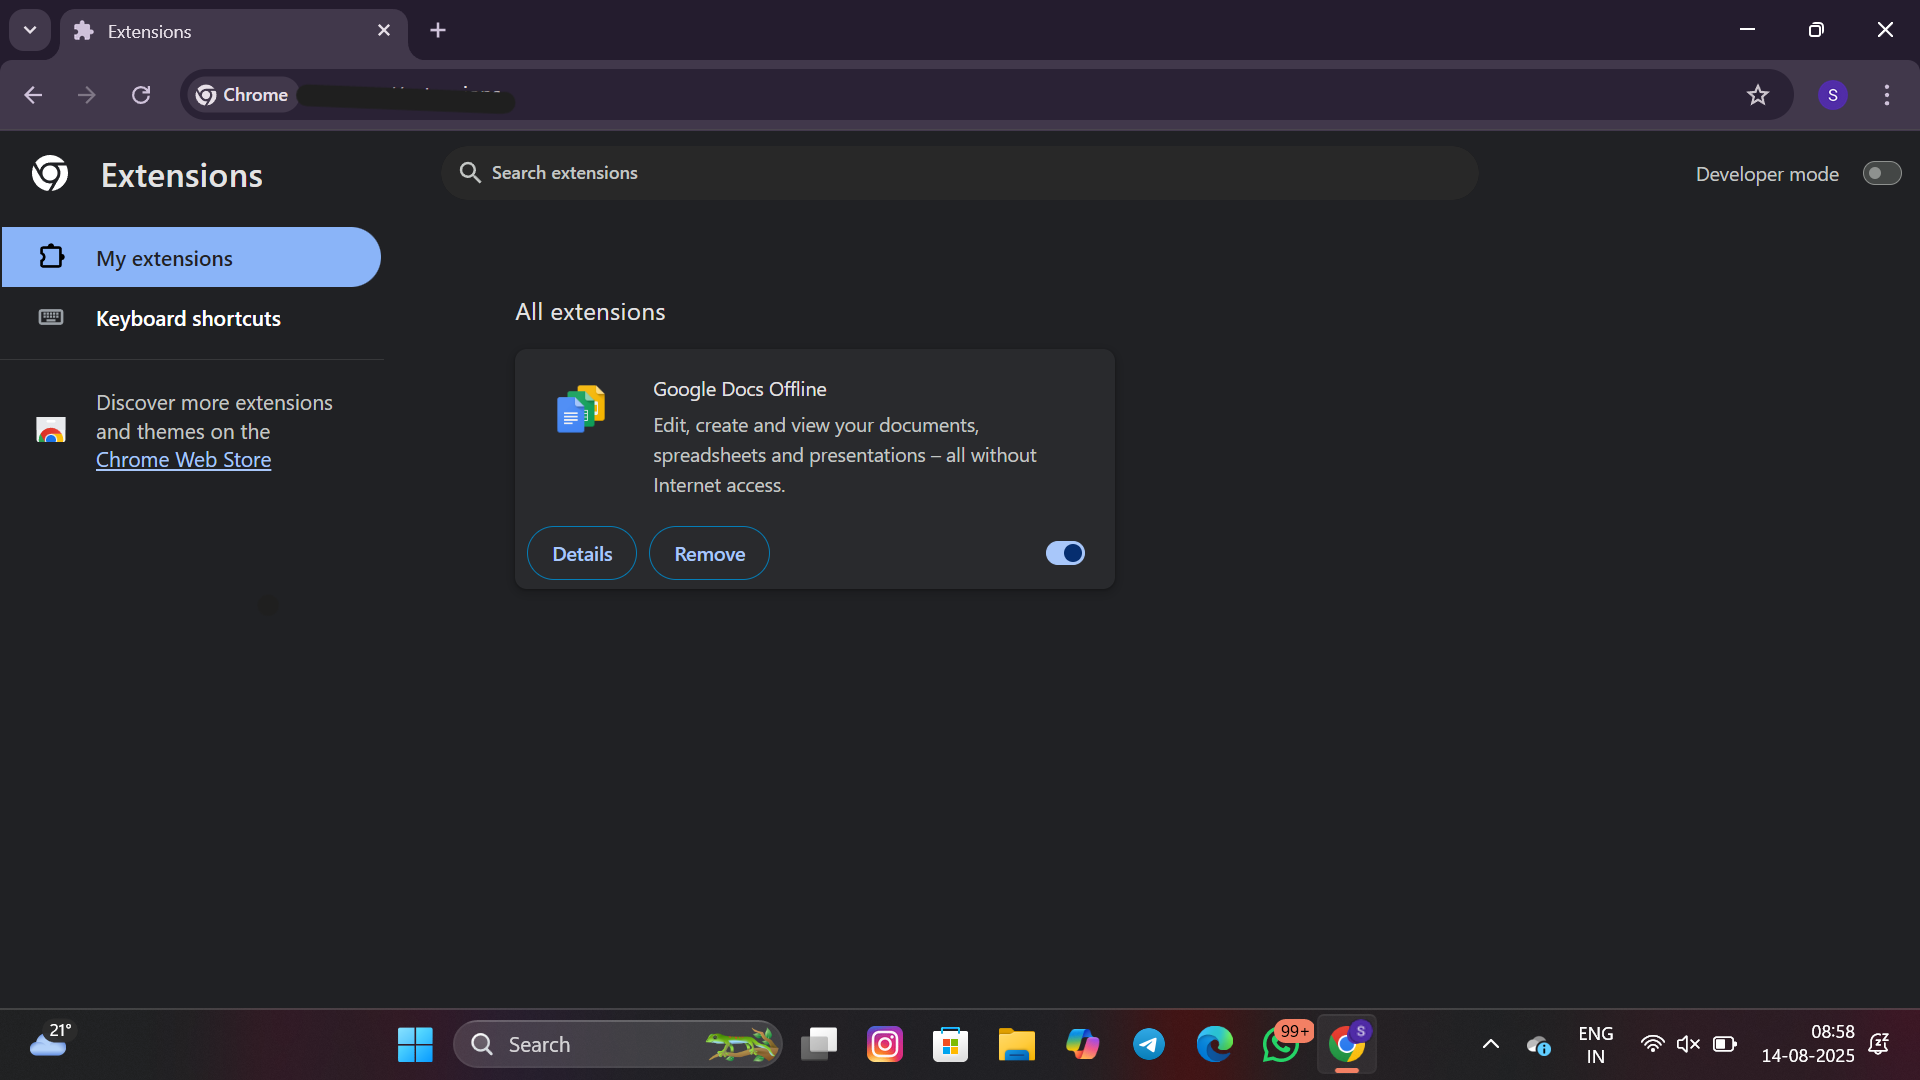 Extensions
Chrome
Extensions
Search extensions
Developer mode
My extensions
Keyboard shortcuts
Discover more extensions
and themes on the
Chrome Web Store
All extensions
Google Docs Offline
Edit, create and view your documents,
spreadsheets and presentations – all without
Internet access.
Details
Remove
S
21°
Search
99+
S
ENG
IN
08:58
14-08-2025